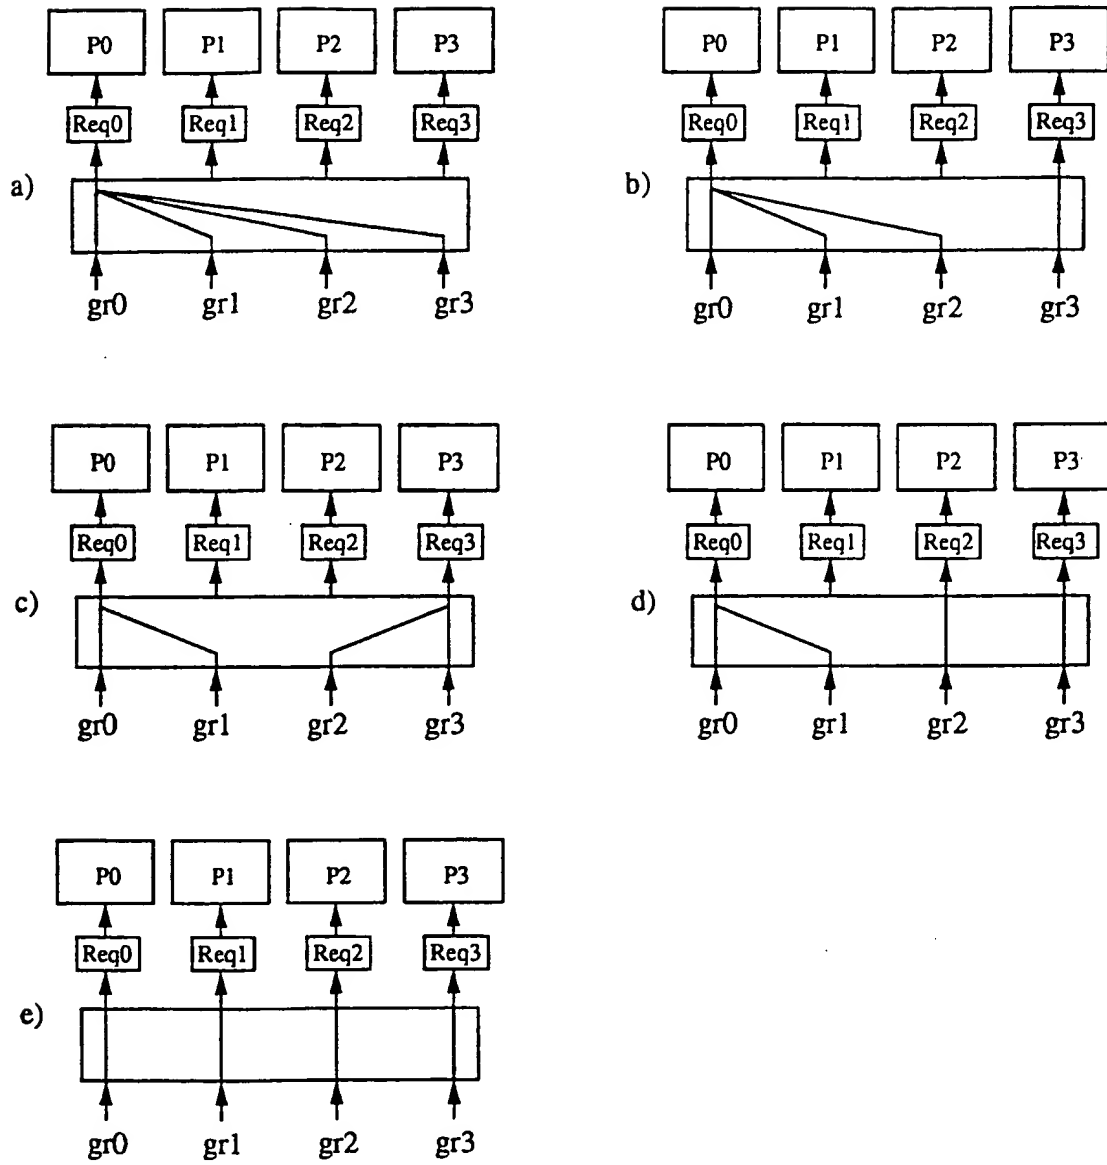 P0 P1 P2 P3
Req0 Req1 Req2 Req3
a)
gr0 gr1 gr2 gr3
P0 P1 P2 P3
Req0 Req1 Req2 Req3
b)
gr0 gr1 gr2 gr3
P0 P1 P2 P3
Req0 Req1 Req2 Req3
c)
gr0 gr1 gr2 gr3
P0 P1 P2 P3
Req0 Req1 Req2 Req3
d)
gr0 gr1 gr2 gr3
P0 P1 P2 P3
Req0 Req1 Req2 Req3
e)
gr0 gr1 gr2 gr3